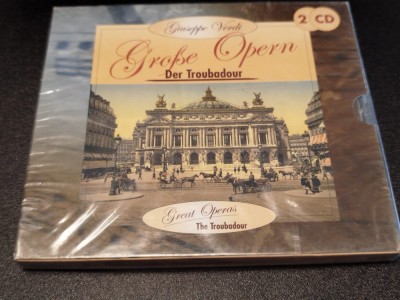 Giuseppe Verdi
2 CD
Große Opern
Der Troubadour
Great Operas
The Troubadour